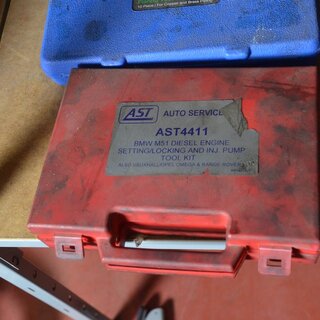 AST
AUTO SERVICE
AST4411
BMW M51 DIESEL ENGINE
SETTING/LOCKING AND INJ. PUMP
TOOL KIT
ALSO VAUXHALL/OPEL OMEGA & RANGE ROVER